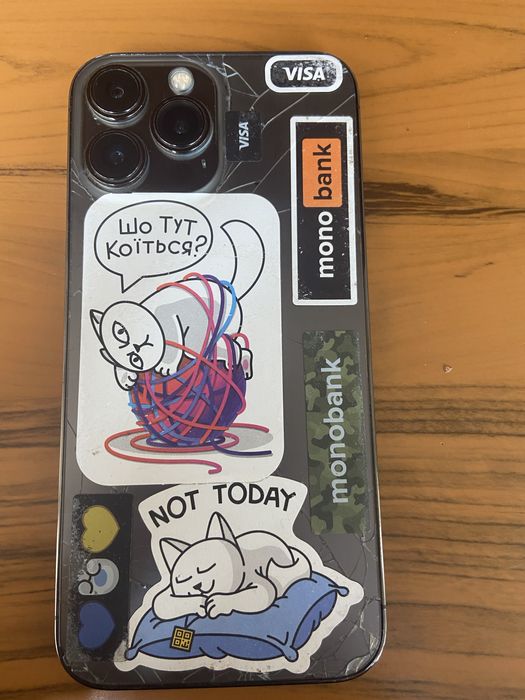 VISA
VISA
mono bank
Шо тут
коїться?
monobank
NOT TODAY